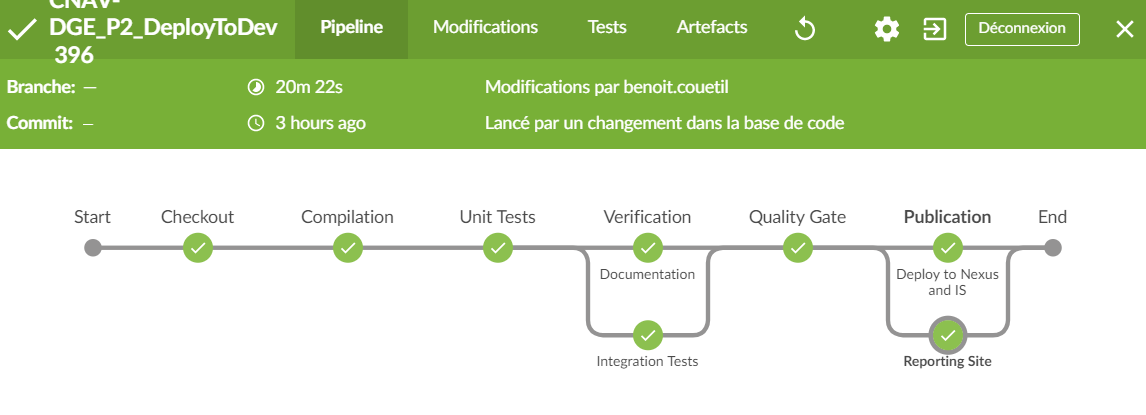 CNAV-
DGE_P2_DeployToDev
396
Pipeline
Modifications
Tests
Artefacts
Déconnexion
Branche: —
20m 22s
Modifications par benoit.couetil
Commit: –
3 hours ago
Lancé par un changement dans la base de code
Start
Checkout
Compilation
Unit Tests
Verification
Quality Gate
Publication
End
Documentation
Deploy to Nexus
and IS
Integration Tests
Reporting Site